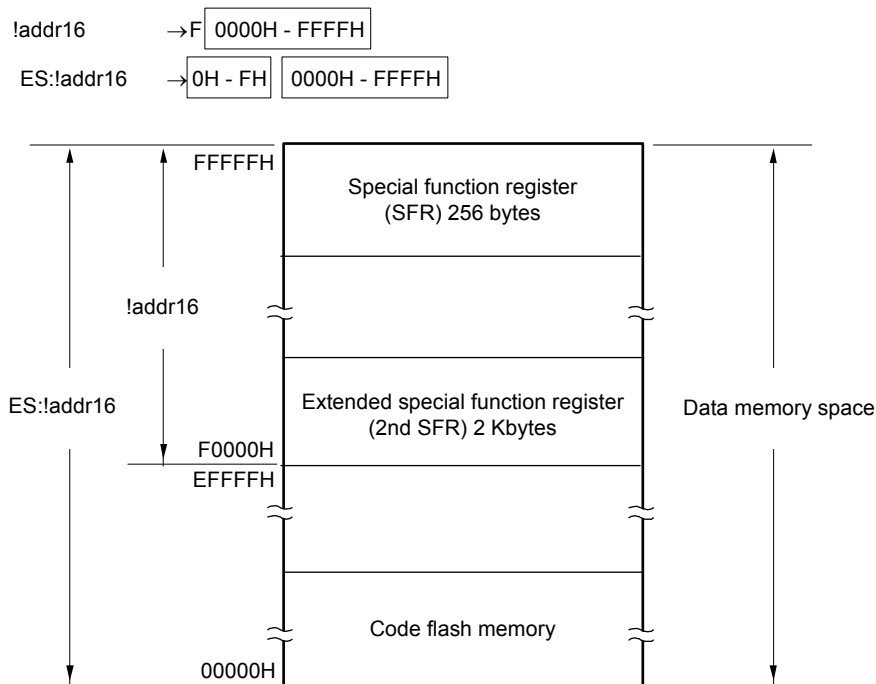 !addr16 →F 0000H - FFFFH
ES:!addr16 →0H - FH 0000H - FFFFH
FFFFFH
Special function register
(SFR) 256 bytes
!addr16
ES:!addr16
Extended special function register
(2nd SFR) 2 Kbytes
Data memory space
F0000H
EFFFFH
Code flash memory
00000H